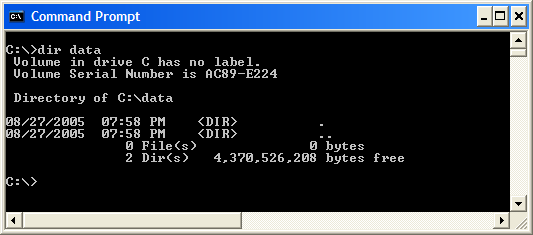 Command Prompt
C:\>dir data
 Volume in drive C has no label.
 Volume Serial Number is AC89-E224
 Directory of C:\data
08/27/2005  07:58 PM    <DIR>          .
08/27/2005  07:58 PM    <DIR>          ..
               0 File(s)              0 bytes
               2 Dir(s)   4,370,526,208 bytes free
C:\>